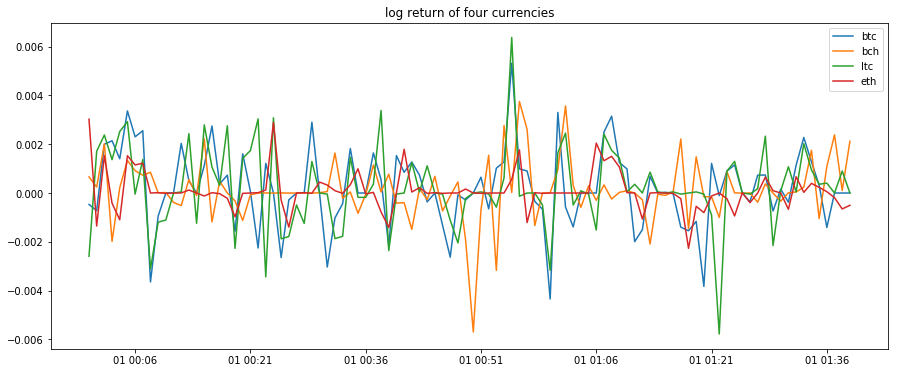 log return of four currencies
btc
bch
ltc
eth
0.006
0.004
0.002
0.000
−0.002
−0.004
−0.006
01 00:06 01 00:21 01 00:36 01 00:51 01 01:06 01 01:21 01 01:36